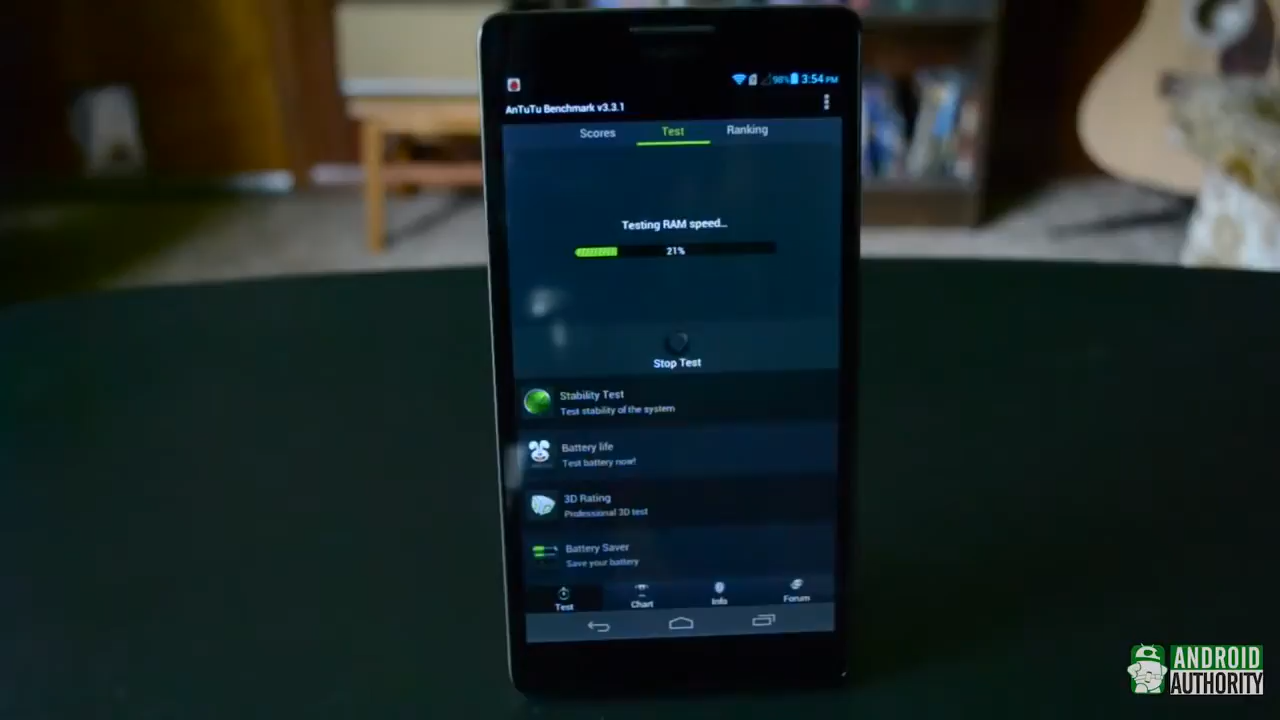 98% 3:54 PM
AnTuTu Benchmark v3.3.1
Scores Test Ranking
Testing RAM speed...
21%
Stop Test
Stability Test
Test stability of the system
Battery life
Test battery now!
3D Rating
Professional 3D test
Battery Saver
Save your battery
Test Chart Info Forum
ANDROID
AUTHORITY